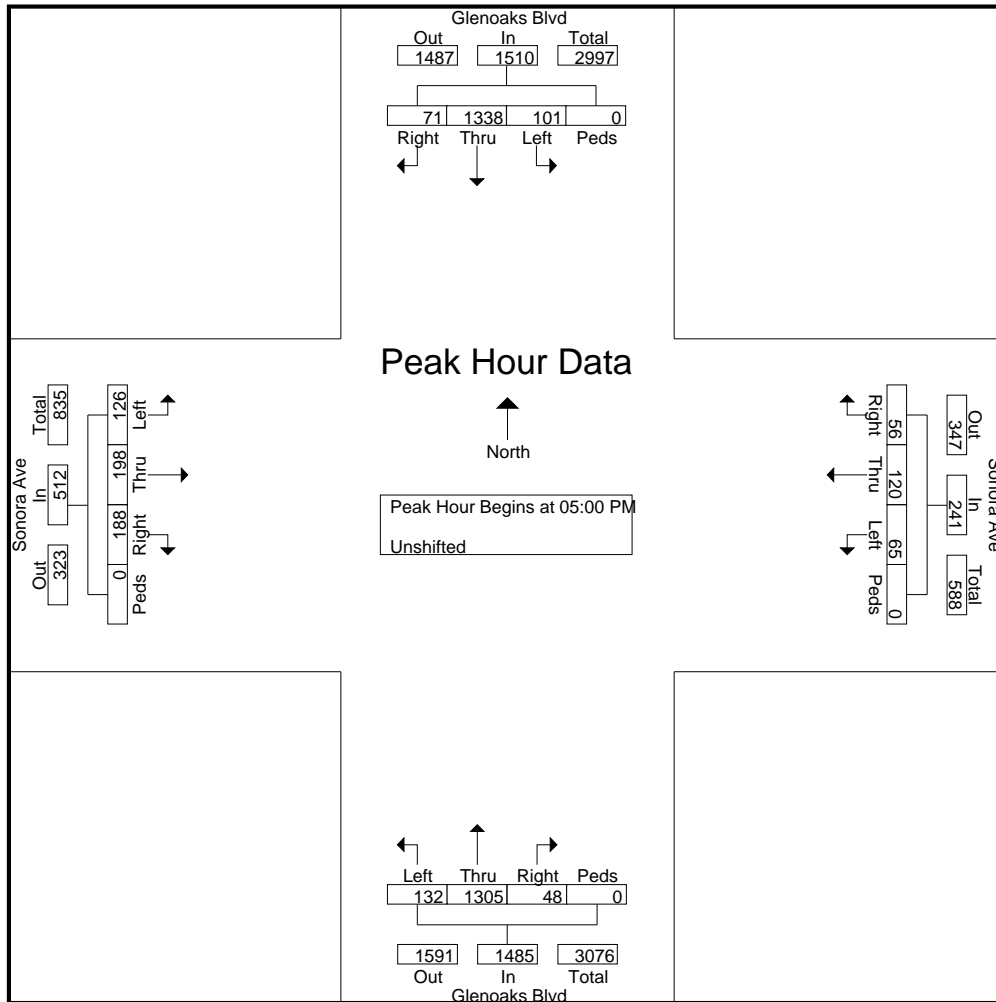 Glenoaks Blvd
Out In Total
1487 1510 2997
71 1338 101 0
Right Thru Left Peds
Peak Hour Data
North
Peak Hour Begins at 05:00 PM
Unshifted
Sonora Ave
Total In Out
835 512 323
126 198 188 0
Left Thru Right Peds
Right Thru Left Peds
56 120 65 0
Out In Total
347 241 588
Sonora Ave
Left Thru Right Peds
132 1305 48 0
1591 1485 3076
Out In Total
Glenoaks Blvd